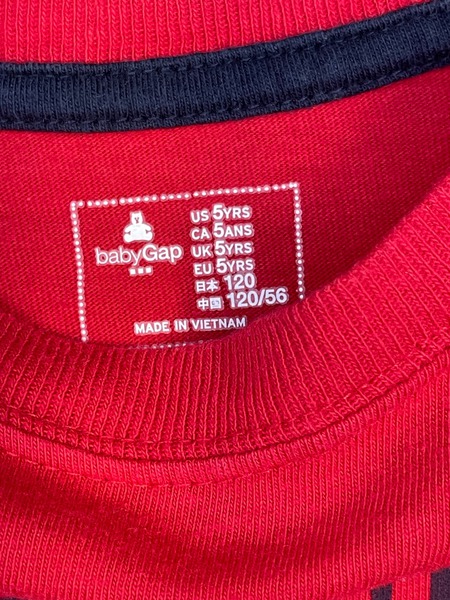 babyGap
US 5YRS
CA 5ANS
UK 5YRS
EU 5YRS
日本 120
中国 120/56
MADE IN VIETNAM